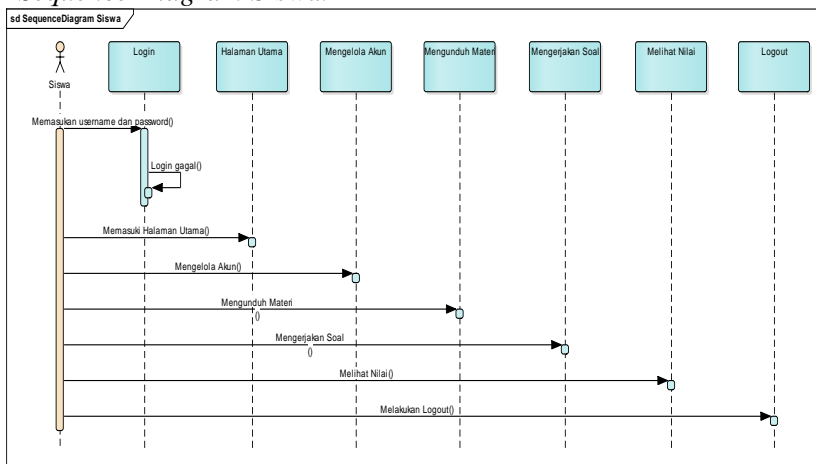 Sequence Diagram Siswa
sd SequenceDiagram Siswa
Siswa
Login
Halaman Utama
Mengelola Akun
Mengunduh Materi
Mengerjakan Soal
Melihat Nilai
Logout
Memasukan username dan password()
Login gagal()
Memasuki Halaman Utama()
Mengelola Akun()
Mengunduh Materi
()
Mengerjakan Soal
()
Melihat Nilai()
Melakukan Logout()